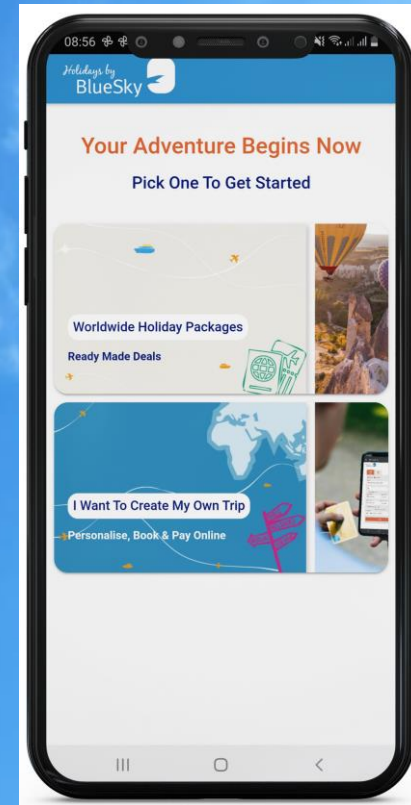 08:56
Holidays by
BlueSky
Your Adventure Begins Now
Pick One To Get Started
Worldwide Holiday Packages
Ready Made Deals
I Want To Create My Own Trip
Personalise, Book & Pay Online